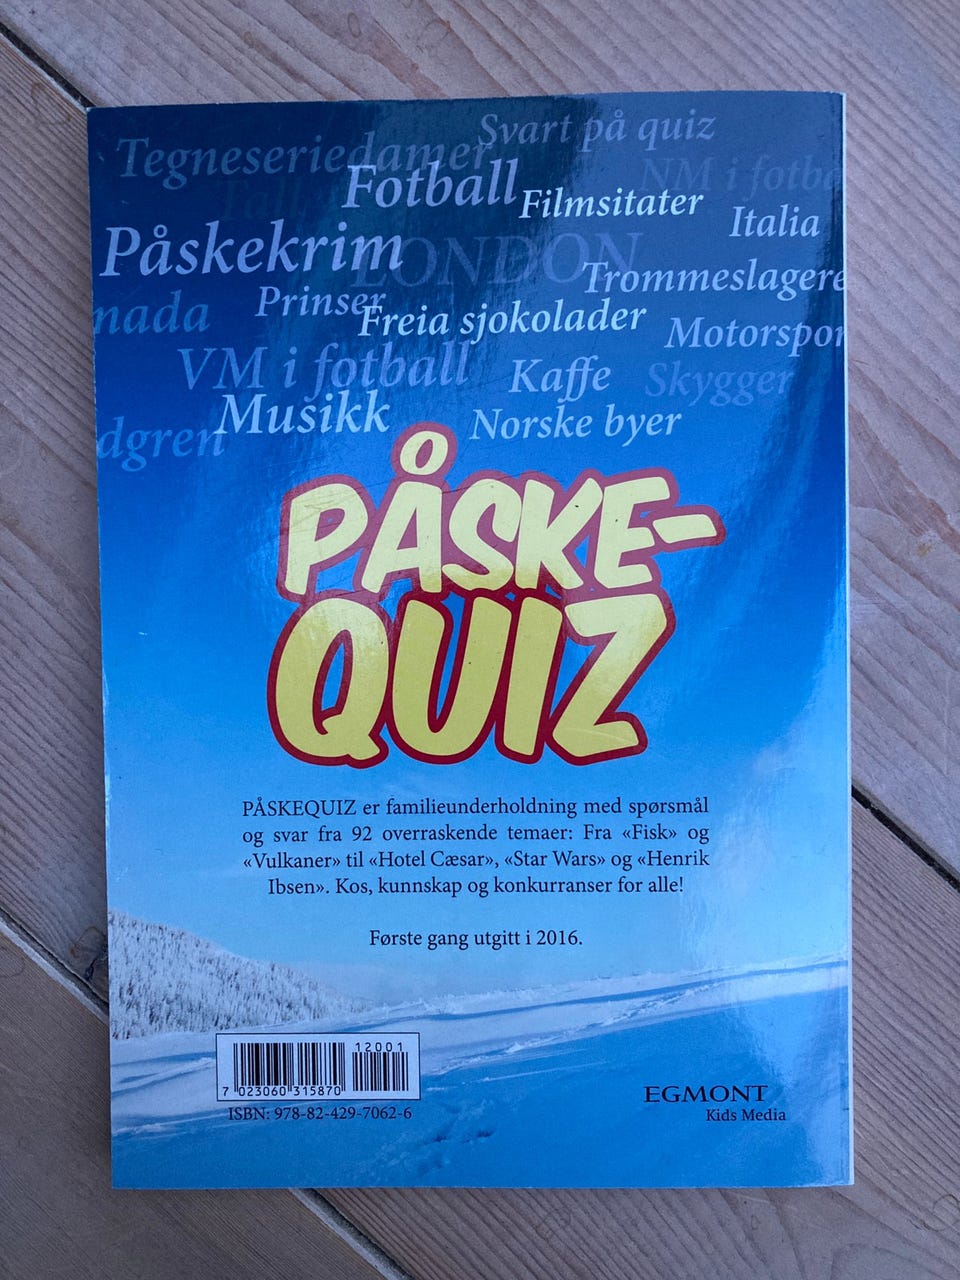 Svart på quiz
Tegneseriedamer
NM i fotba
Tall
Fotball
Filmsitater
Italia
Påskekrim
LONDON
Trommeslagere
nada
Prinser
Freia sjokolader
Motorspor
VM i fotball
Kaffe
Skygger
Musikk
Norske byer
dgren
PÅSKE-
QUIZ
PÅSKEQUIZ er familieunderholdning med spørsmål
og svar fra 92 overraskende temaer: Fra «Fisk» og
«Vulkaner» til «Hotel Cæsar», «Star Wars» og «Henrik
Ibsen». Kos, kunnskap og konkurranser for alle!
Første gang utgitt i 2016.
12001
7 023060 315870
ISBN: 978-82-429-7062-6
EGMONT
Kids Media